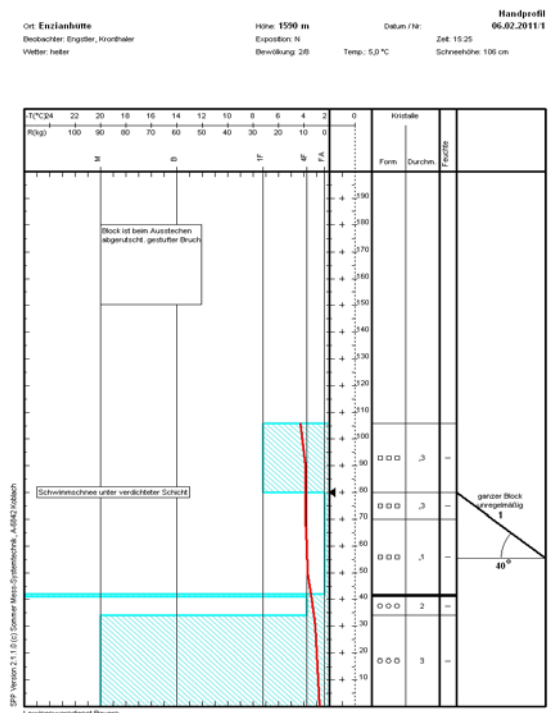 Handprofil
Ort: Enzianhütte Höhe: 1590 m Datum / Nr: 06.02.2011/1
Beobachter: Engstler, Kronthaler Exposition: N Zeit: 15:25
Wetter: heiter Bewölkung: 2/8 Temp.: 5,0 °C Schneehöhe: 106 cm
-T(°C)24 22 20 18 16 14 12 10 8 6 4 2 0 Kristalle
R(kg) 100 90 80 70 60 50 40 30 20 10 0
M B 1F 4F FA Form Durchm. Feuchte
190
Block ist beim Ausstechen 180
abgerutscht. gestufter Bruch
170
160
150
140
130
120
110
100
,3 –
90
Schwimmschnee unter verdichteter Schicht 80
ganzer Block
,3 – unregelmäßig
70 1
60
,1 –
50 40°
40
2 –
30
20
3 –
10
SPP Version 2.1.1.0 (c) Sommer Mess-Systemtechnik, A-6842 Koblach